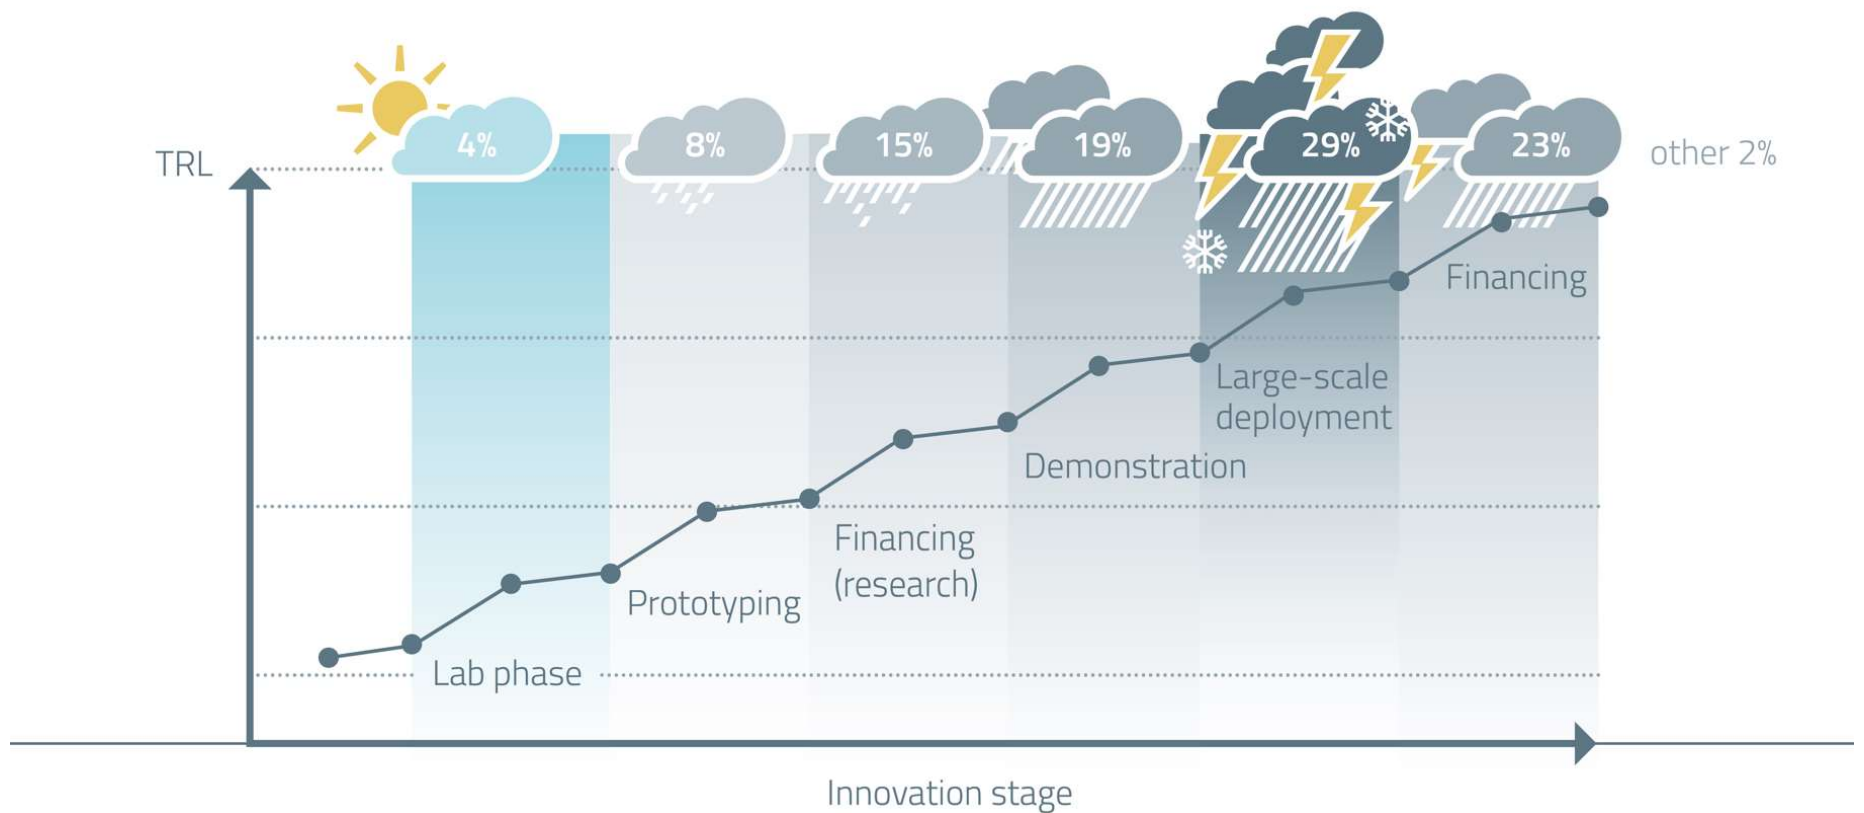 4%
8%
15%
19%
29%
23%
other 2%
TRL
Financing
Large-scale
deployment
Demonstration
Financing
(research)
Prototyping
Lab phase
Innovation stage